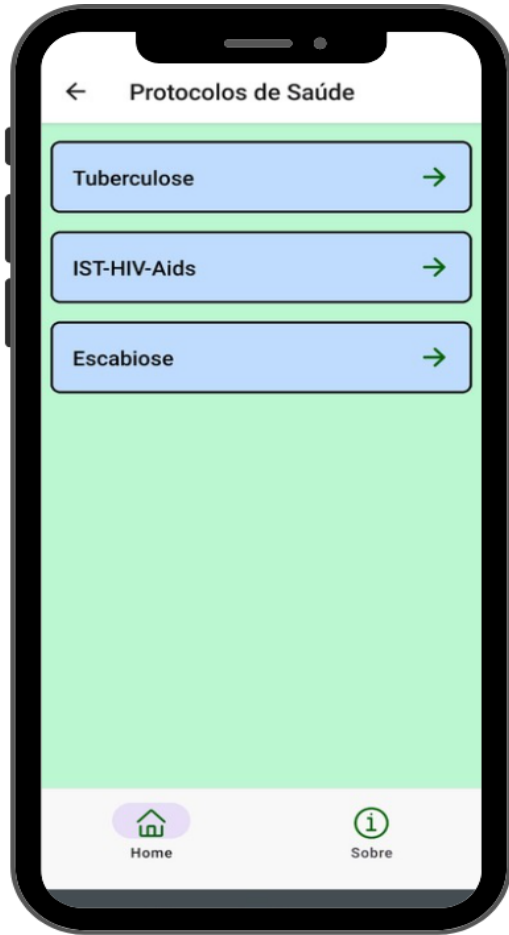 Protocolos de Saúde
Tuberculose
IST-HIV-Aids
Escabiose
Home
Sobre